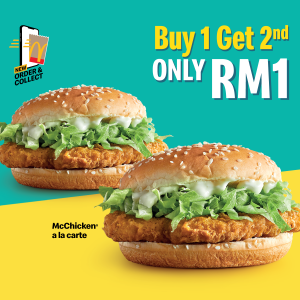 Buy 1 Get 2nd
ONLY RM1
NEW
ORDER &
COLLECT
McChicken®
a la carte